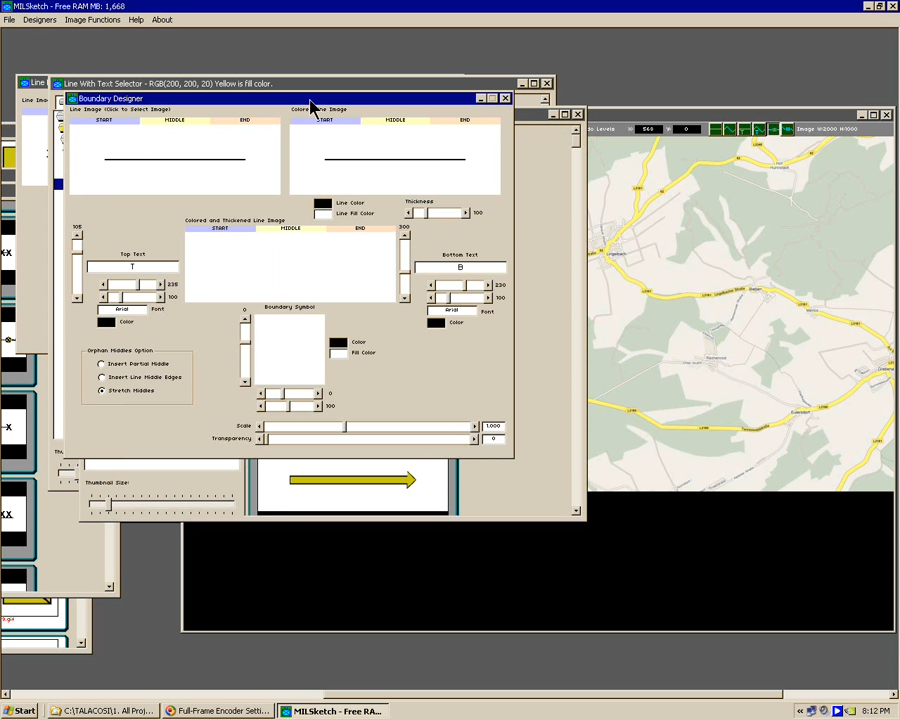 MILSketch - Free RAM MB: 1,668
File Designers Image Functions Help About
Line
Line With Text Selector - RGB(200, 200, 20) Yellow is fill color.
Boundary Designer
Line Image (Click to Select Image)
START MIDDLE END
START MIDDLE END
Line Color
Line Fill Color
Thickness
100
Colored and Thickened Line Image
START MIDDLE END
105
300
Top Text
T
235
100
Arial Font
Color
Bottom Text
B
230
100
Arial Font
Color
Boundary Symbol
0
Color
Fill Color
0
100
Orphan Middles Option
Insert Partial Middle
Insert Line Middle Edges
Stretch Middles
Scale 1.000
Transparency 0
Thumbnail Size:
Levels 560 0 Image W:2000 H:1000
Start C:\TALACOSI\1. All Proj... Full-Frame Encoder Setti... MILSketch - Free RA... 8:12 PM